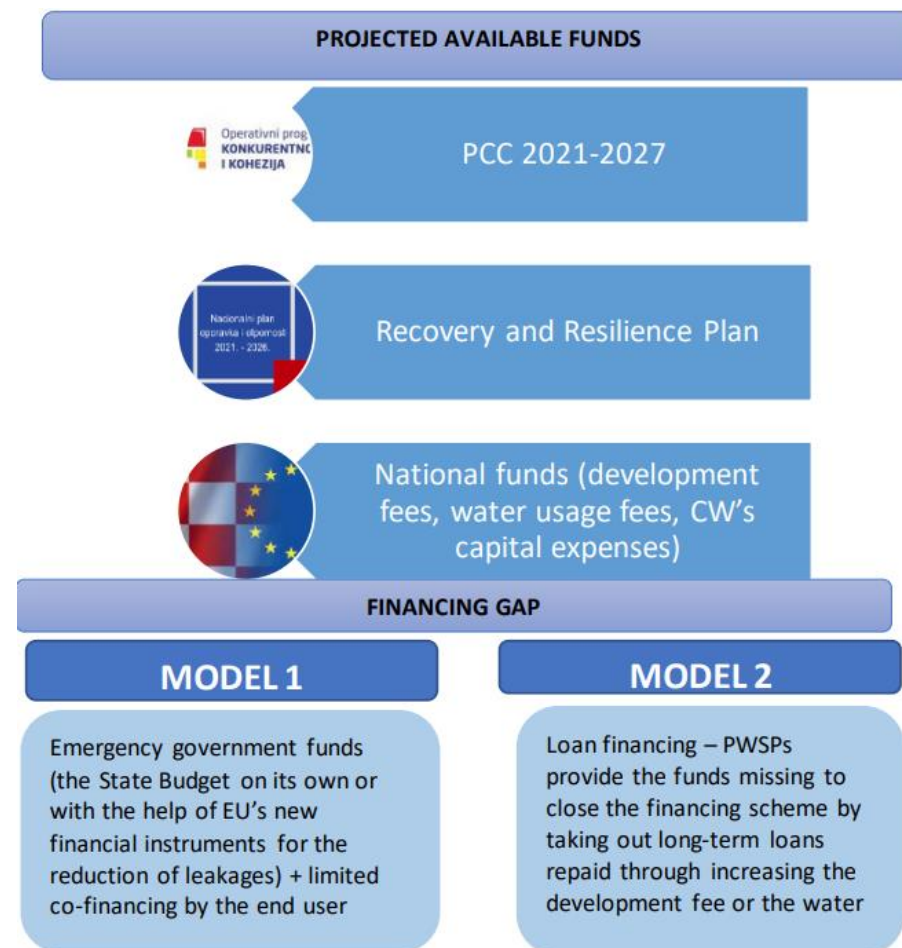 PROJECTED AVAILABLE FUNDS
Operativni prog
KONKURENTNO
I KOHEZIJA
PCC 2021-2027
Nacionalni plan
oporavka i otpornost
2021. - 2026.
Recovery and Resilience Plan
National funds (development
fees, water usage fees, CW's
capital expenses)
FINANCING GAP
MODEL 1
Emergency government funds
(the State Budget on its own or
with the help of EU's new
financial instruments for the
reduction of leakages) + limited
co-financing by the end user
MODEL 2
Loan financing – PWSPs
provide the funds missing to
close the financing scheme by
taking out long-term loans
repaid through increasing the
development fee or the water